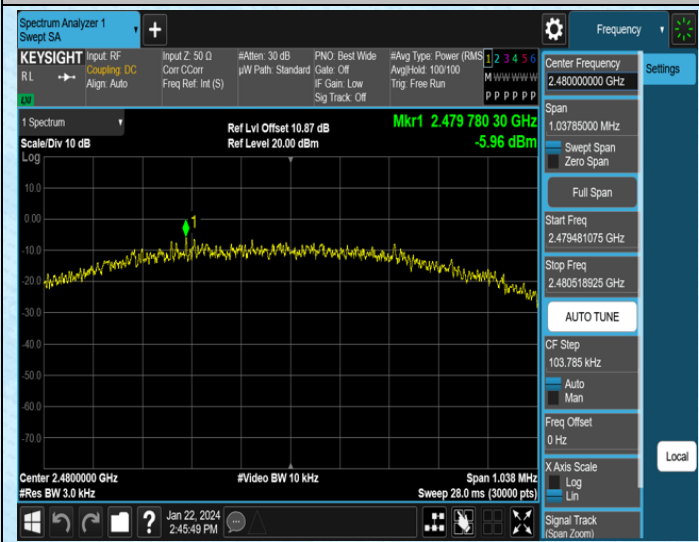 Spectrum Analyzer 1
Swept SA
+
Frequency
KEYSIGHT
RL
LXI
Input: RF
Coupling: DC
Align: Auto
Input Z: 50 Ω
Corr CCorr
Freq Ref: Int (S)
#Atten: 30 dB
µW Path: Standard
PNO: Best Wide
Gate: Off
IF Gain: Low
Sig Track: Off
#Avg Type: Power (RMS
Avg|Hold: 100/100
Trig: Free Run
1 2 3 4 5 6
M W W W W W
P P P P P P
1 Spectrum
Scale/Div 10 dB
Log
Ref Lvl Offset 10.87 dB
Ref Level 20.00 dBm
Mkr1 2.479 780 30 GHz
-5.96 dBm
1
10.0
0.00
-10.0
-20.0
-30.0
-40.0
-50.0
-60.0
-70.0
Center 2.4800000 GHz
#Res BW 3.0 kHz
#Video BW 10 kHz
Span 1.038 MHz
Sweep 28.0 ms (30000 pts)
?
Jan 22, 2024
2:45:49 PM
Center Frequency
2.480000000 GHz
Span
1.03785000 MHz
Swept Span
Zero Span
Full Span
Start Freq
2.479481075 GHz
Stop Freq
2.480518925 GHz
AUTO TUNE
CF Step
103.785 kHz
Auto
Man
Freq Offset
0 Hz
X Axis Scale
Log
Lin
Signal Track
(Span Zoom)
Settings
Local